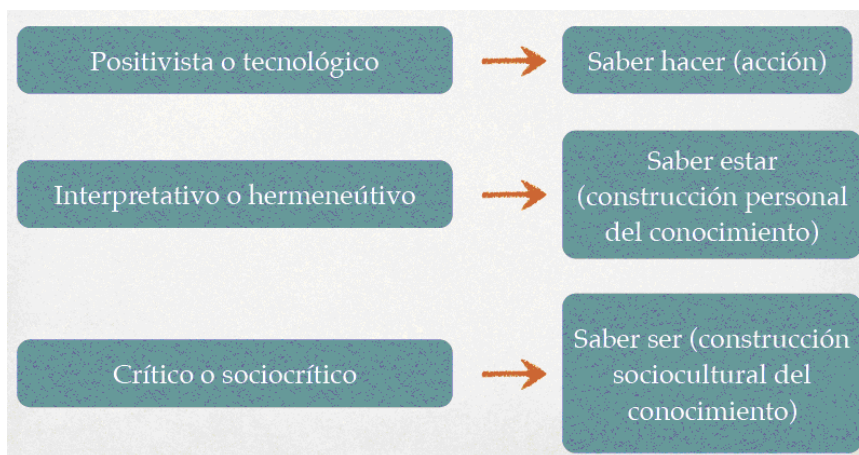 Positivista o tecnológico
Saber hacer (acción)
Interpretativo o hermeneútivo
Saber estar
(construcción personal
del conocimiento)
Crítico o sociocrítico
Saber ser (construcción
sociocultural del
conocimiento)